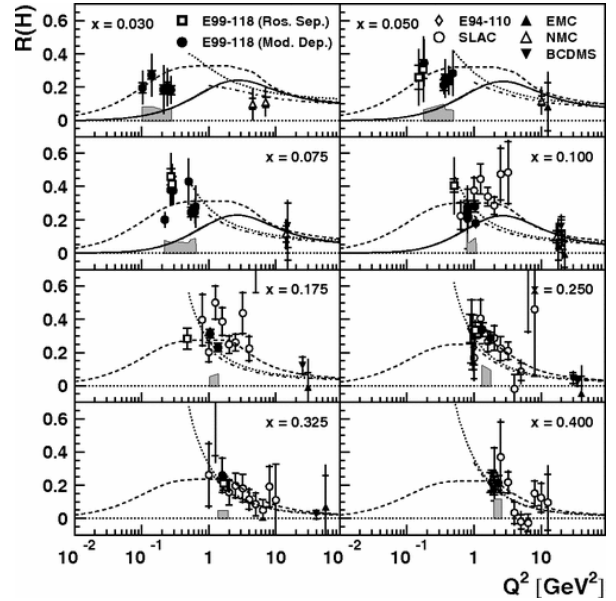 R(H)
x = 0.030
E99-118 (Ros. Sep.)
E99-118 (Mod. Dep.)
x = 0.050
E94-110
SLAC
EMC
NMC
BCDMS
0.6
0.4
0.2
0
x = 0.075
x = 0.100
0.6
0.4
0.2
0
x = 0.175
x = 0.250
0.6
0.4
0.2
0
x = 0.325
x = 0.400
0.6
0.4
0.2
0
10⁻² 10⁻¹ 1 10 10⁻² 10⁻¹ 1 10
Q² [GeV²]